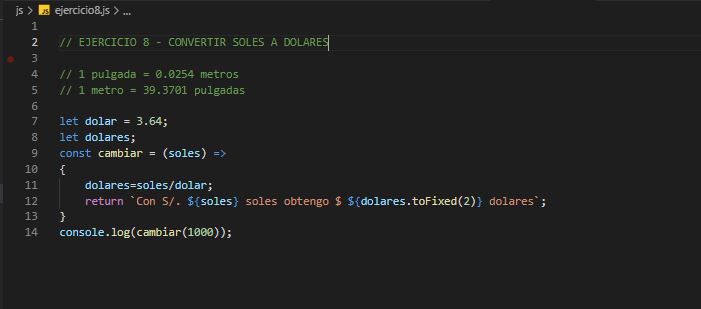 js > JS ejercicio8.js > ...
1
2 // EJERCICIO 8 - CONVERTIR SOLES A DOLARES
3
4 // 1 pulgada = 0.0254 metros
5 // 1 metro = 39.3701 pulgadas
6
7 let dolar = 3.64;
8 let dolares;
9 const cambiar = (soles) =>
10 {
11     dolares=soles/dolar;
12     return `Con S/. ${soles} soles obtengo $ ${dolares.toFixed(2)} dolares`;
13 }
14 console.log(cambiar(1000));